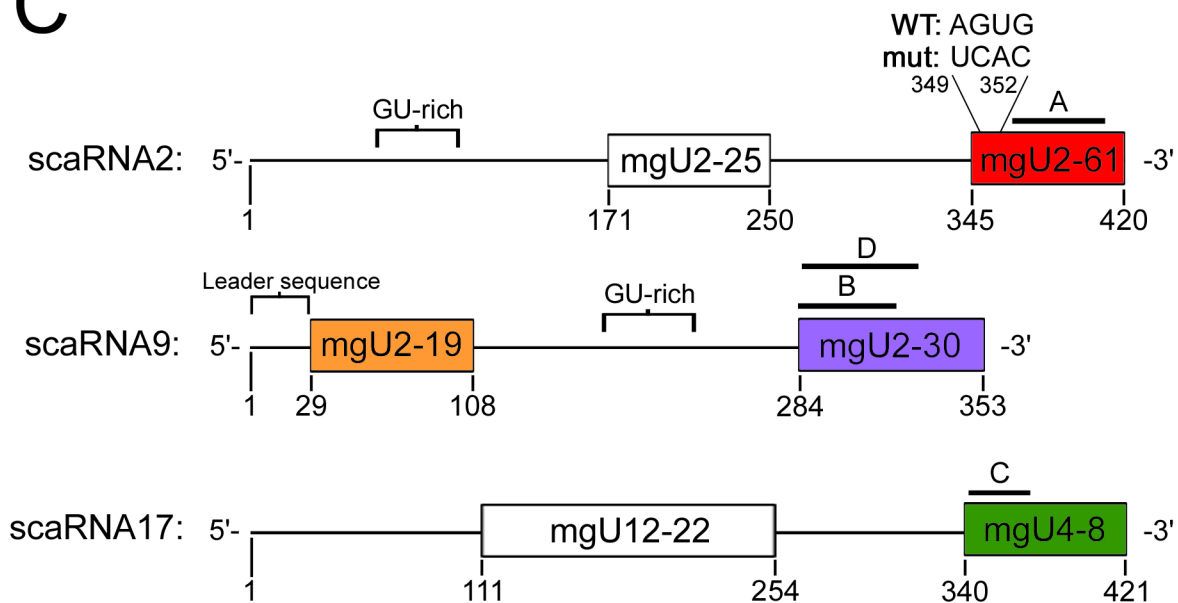 C
WT: AGUG
mut: UCAC
349 352
GU-rich
A
scaRNA2: 5'- mgU2-25 mgU2-61 -3'
1 171 250 345 420
D
Leader sequence
GU-rich
B
scaRNA9: 5'- mgU2-19 mgU2-30 -3'
1 29 108 284 353
C
scaRNA17: 5'- mgU12-22 mgU4-8 -3'
1 111 254 340 421